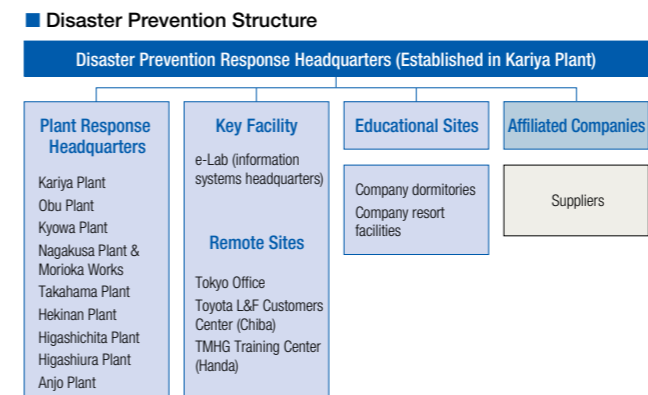 Disaster Prevention Structure
Disaster Prevention Response Headquarters (Established in Kariya Plant)
Plant Response
Headquarters
Kariya Plant
Obu Plant
Kyowa Plant
Nagakusa Plant &
Morioka Works
Takahama Plant
Hekinan Plant
Higashichita Plant
Higashiura Plant
Anjo Plant
Key Facility
e-Lab (information
systems headquarters)
Remote Sites
Tokyo Office
Toyota L&F Customers
Center (Chiba)
TMHG Training Center
(Handa)
Educational Sites
Company dormitories
Company resort
facilities
Affiliated Companies
Suppliers